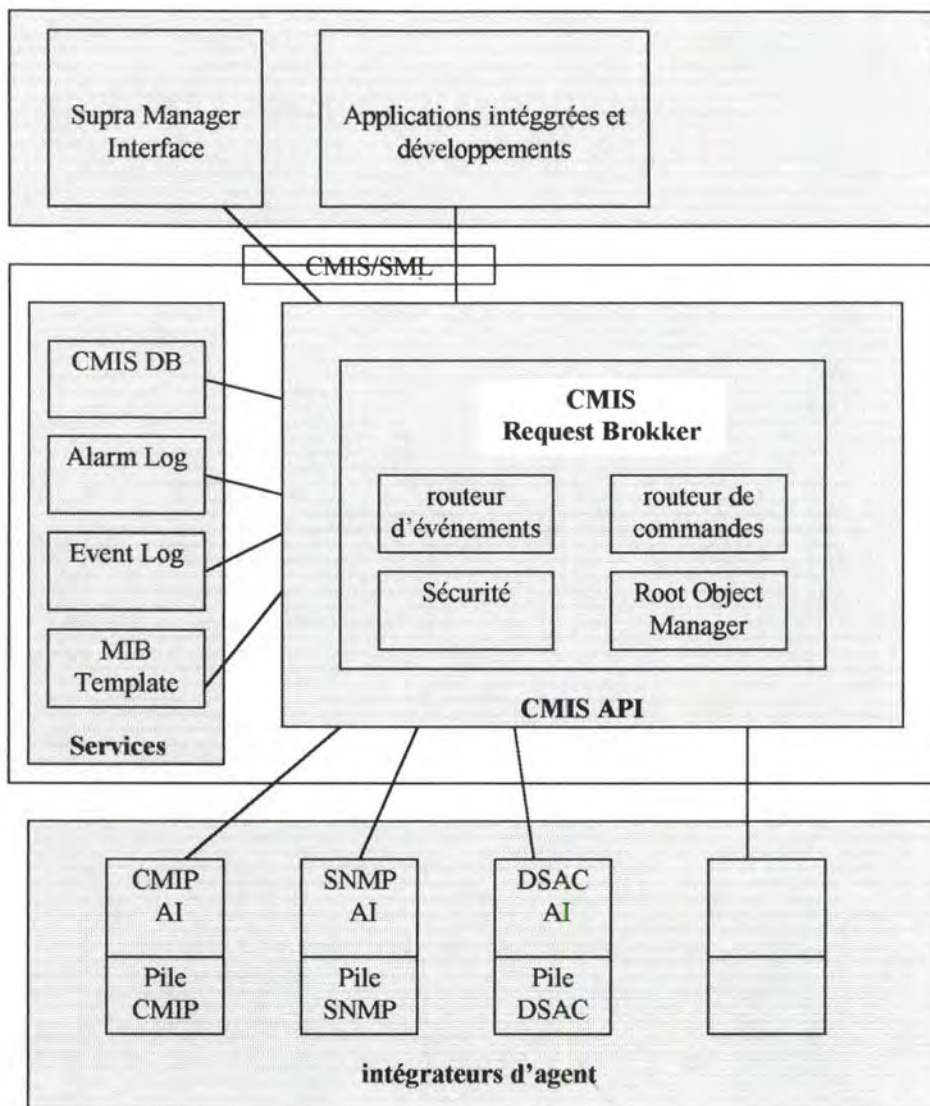 Supra Manager
Interface
Applications intéggrées et
développements
CMIS/SML
CMIS DB
Alarm Log
Event Log
MIB
Template
Services
CMIS
Request Brokker
routeur
d'événements
routeur de
commandes
Sécurité
Root Object
Manager
CMIS API
CMIP
AI
SNMP
AI
DSAC
AI
Pile
CMIP
Pile
SNMP
Pile
DSAC
intégrateurs d'agent